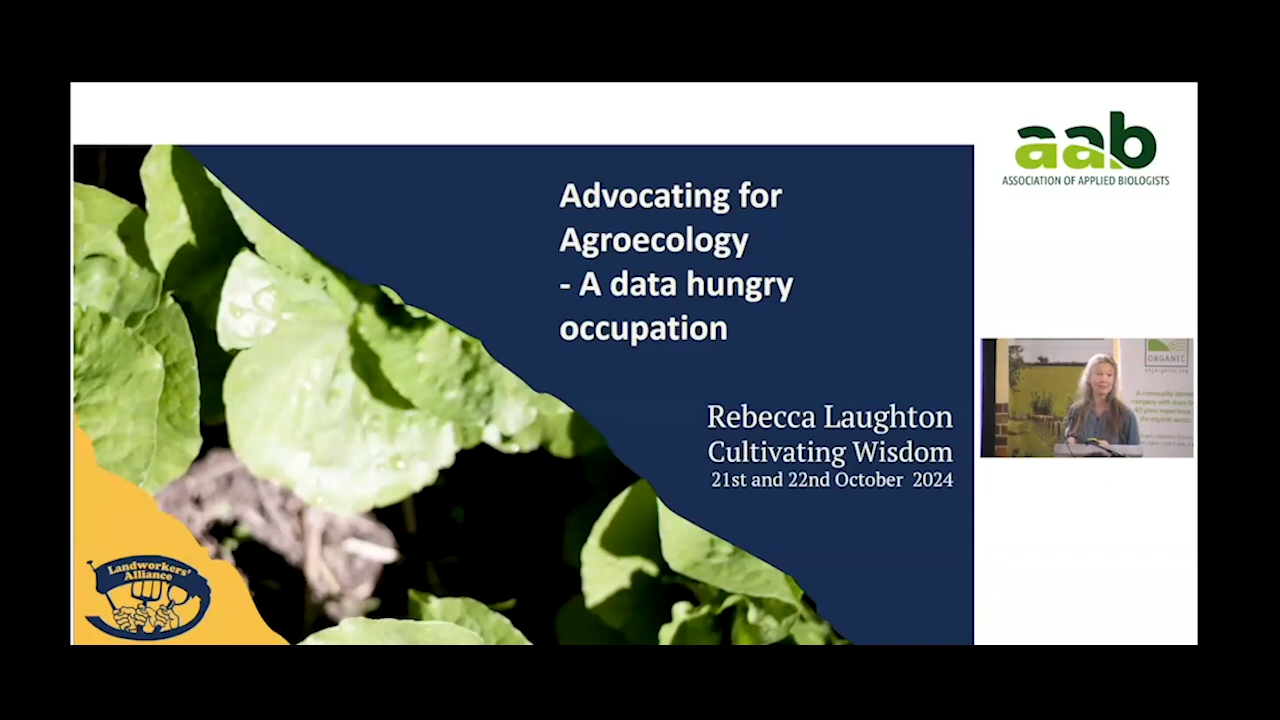 aab
ASSOCIATION OF APPLIED BIOLOGISTS
Advocating for
Agroecology
- A data hungry
occupation
Rebecca Laughton
Cultivating Wisdom
21st and 22nd October 2024
Landworkers'
Alliance
ORGANIC